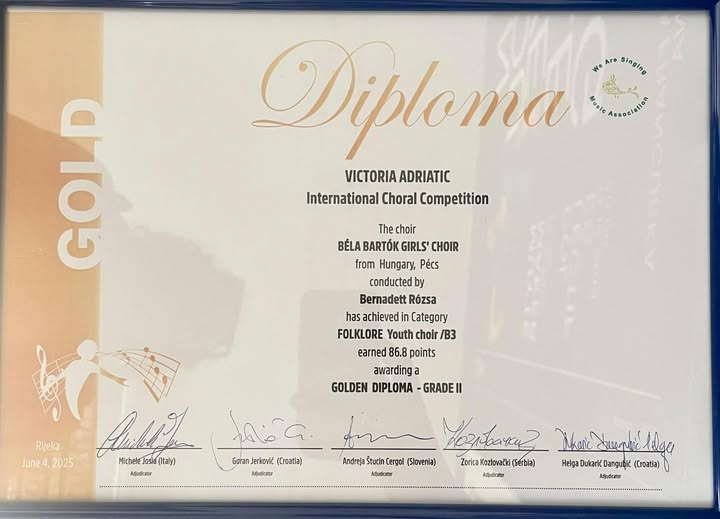 GOLD
Diploma
We Are Singing
Music Association
VICTORIA ADRIATIC
International Choral Competition
The choir
BÉLA BARTÓK GIRLS' CHOIR
from Hungary, Pécs
conducted by
Bernadett Rózsa
has achieved in Category
FOLKLORE Youth choir /B3
earned 86.8 points
awarding a
GOLDEN DIPLOMA - GRADE II
Rijeka
June 4, 2025
Michele Josia (Italy)
Adjudicator
Goran Jerković (Croatia)
Adjudicator
Andreja Štucin Cergol (Slovenia)
Adjudicator
Zorica Kozlovački (Serbia)
Adjudicator
Helga Dukarić Dangubić (Croatia)
Adjudicator